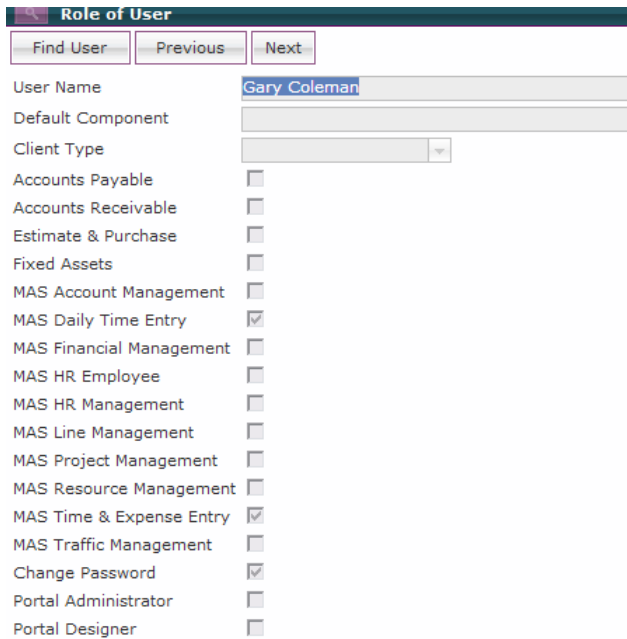 Role of User
Find User Previous Next
User Name Gary Coleman
Default Component
Client Type
Accounts Payable
Accounts Receivable
Estimate & Purchase
Fixed Assets
MAS Account Management
MAS Daily Time Entry
MAS Financial Management
MAS HR Employee
MAS HR Management
MAS Line Management
MAS Project Management
MAS Resource Management
MAS Time & Expense Entry
MAS Traffic Management
Change Password
Portal Administrator
Portal Designer